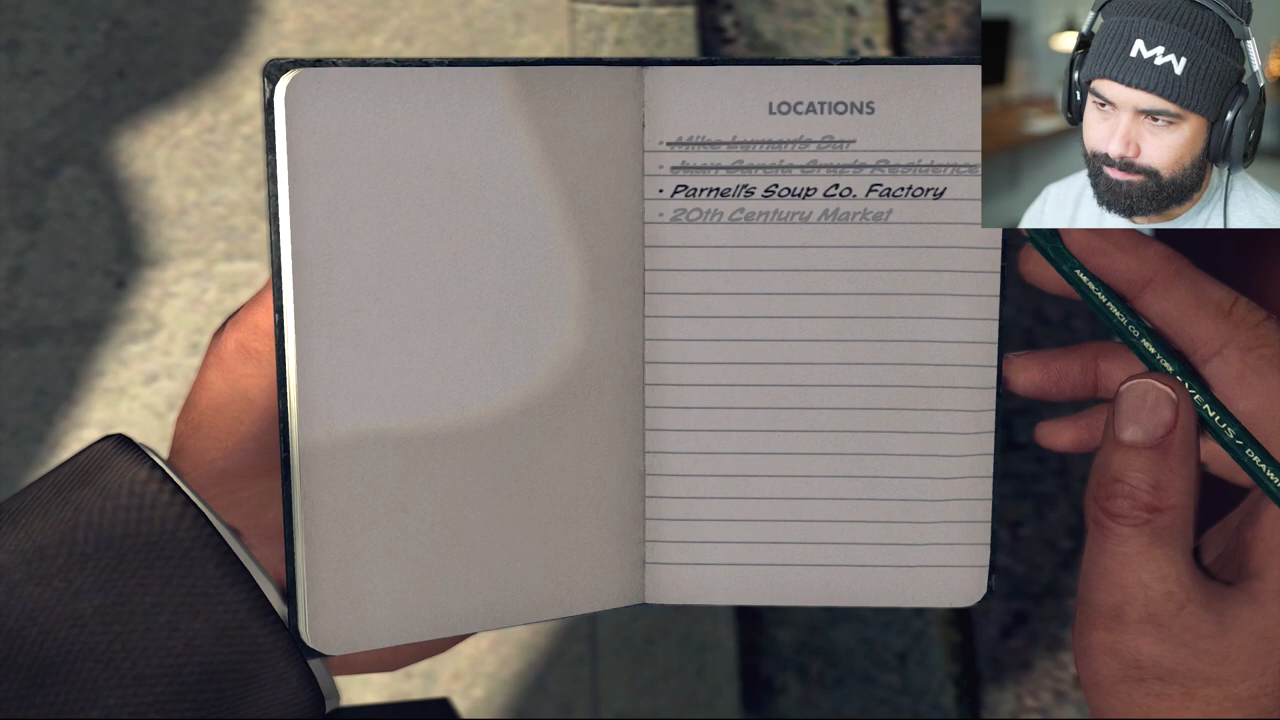 LOCATIONS
• Mike Lyman's Bar
• Juan Garcia Cruz's Residence
• Parnell's Soup Co. Factory
• 20th Century Market
AMERICAN PENCIL CO. NEW YORK VENUS DRAWI
MW